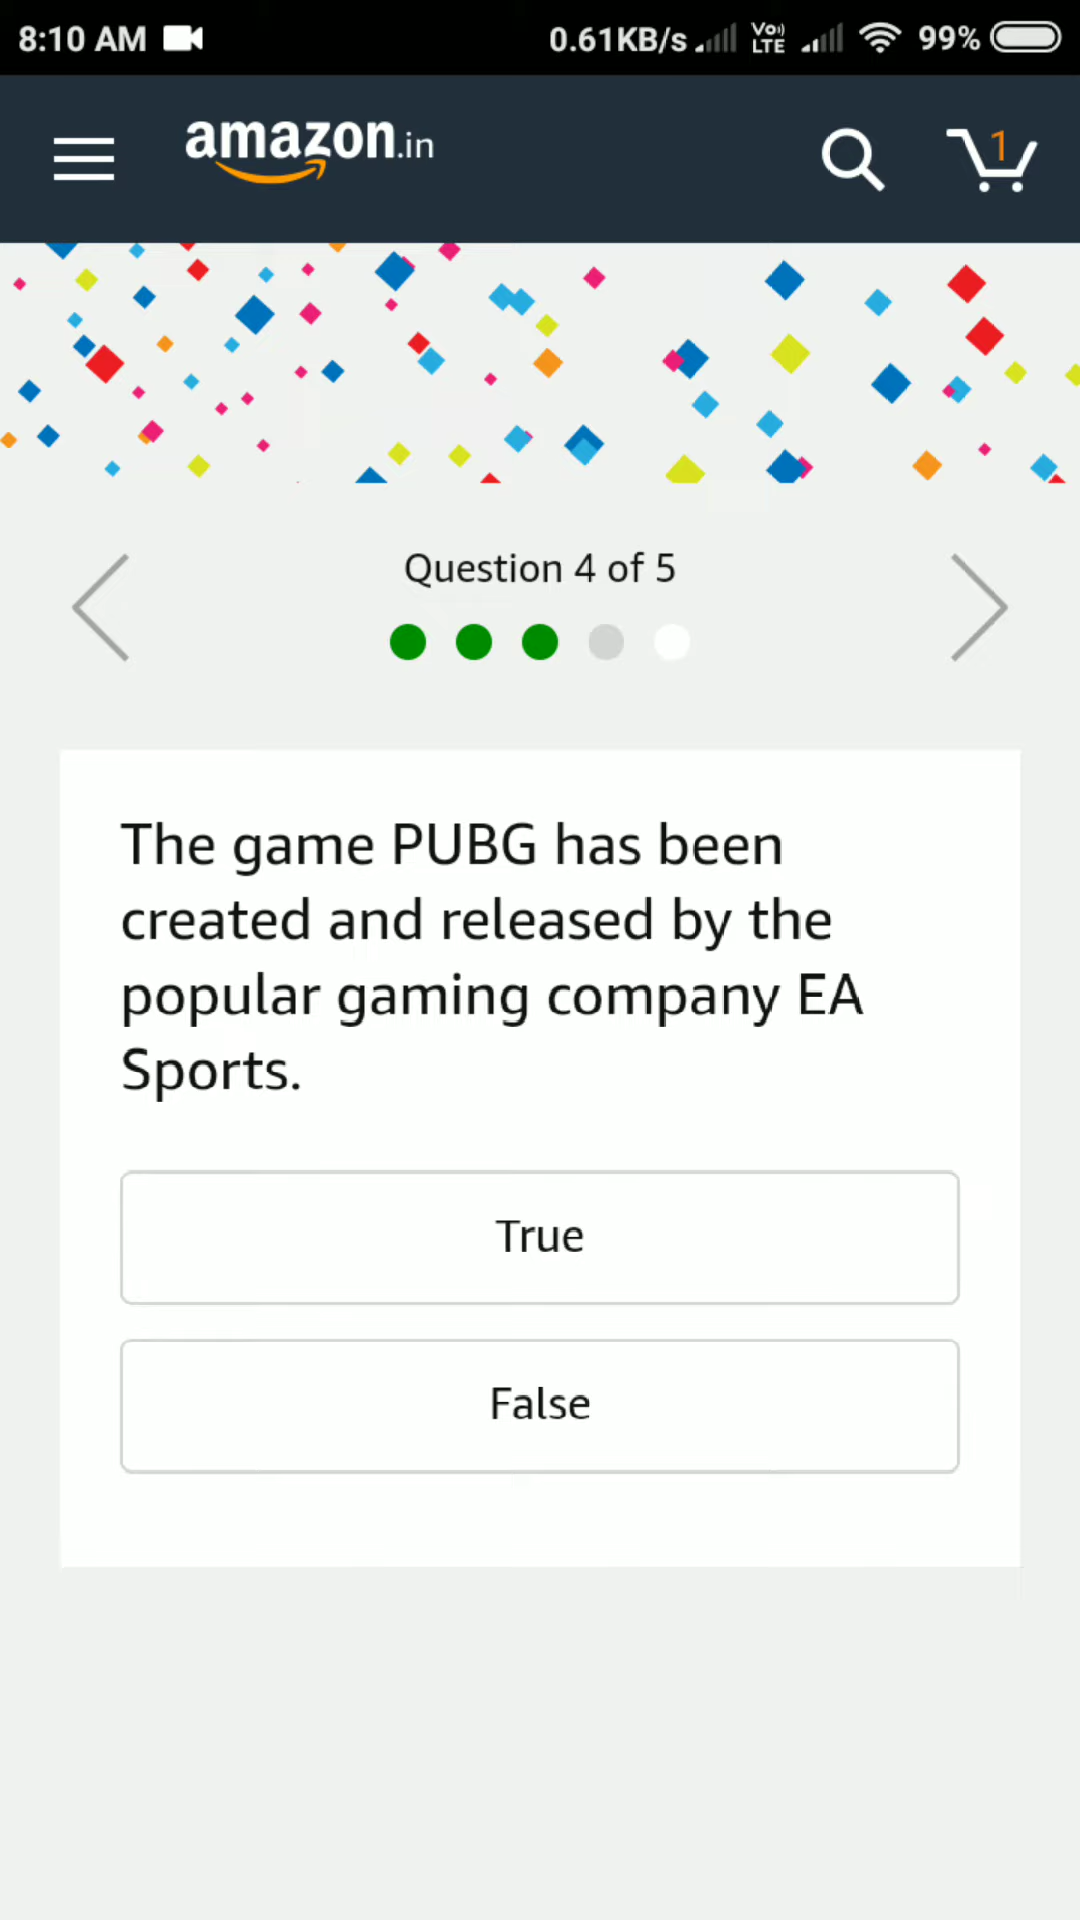 8:10 AM 0.61KB/s Vo) LTE 99%
amazon.in 1
Question 4 of 5
The game PUBG has been
created and released by the
popular gaming company EA
Sports.
True
False